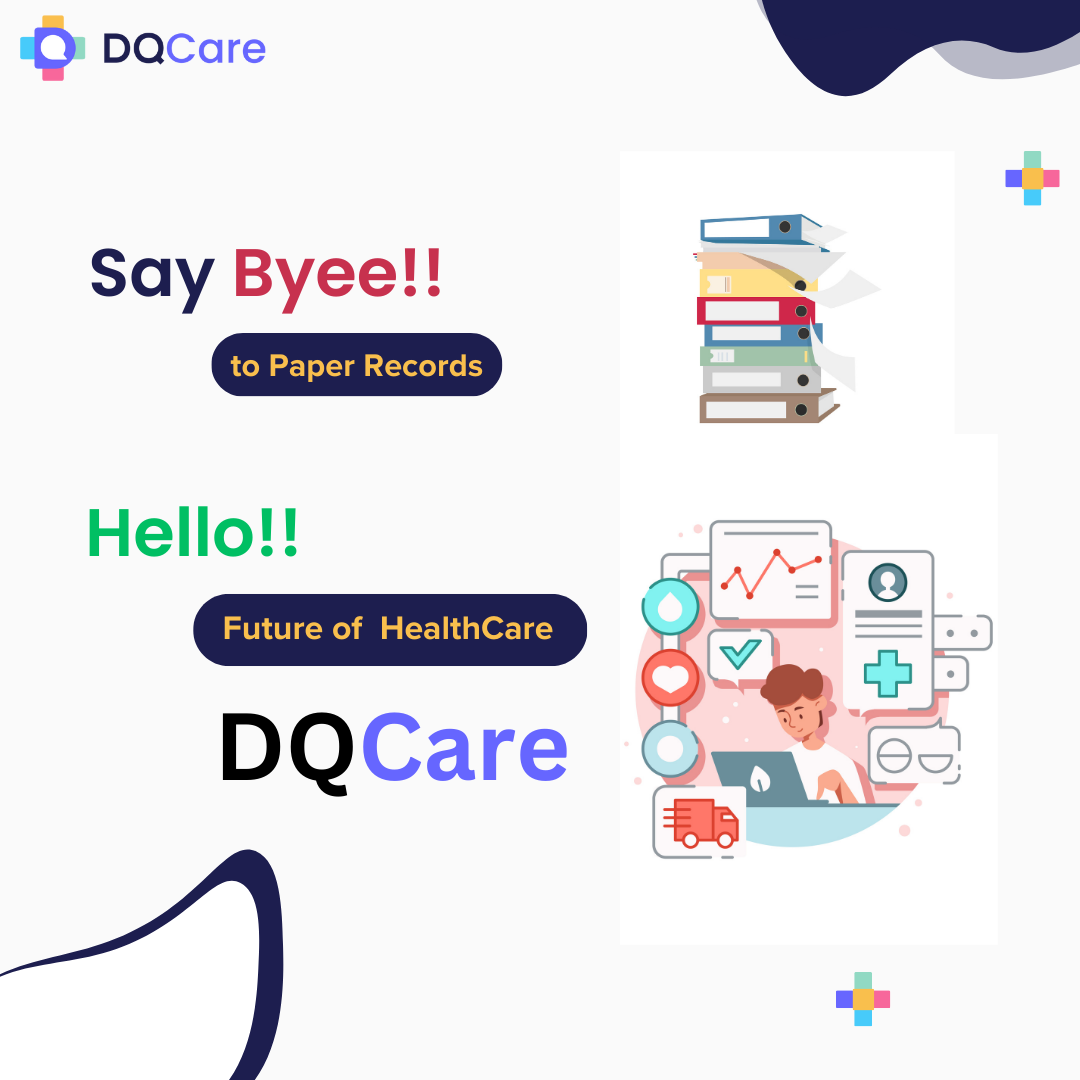 DQCare
Say Byee!!
to Paper Records
Hello!!
Future of HealthCare
DQCare